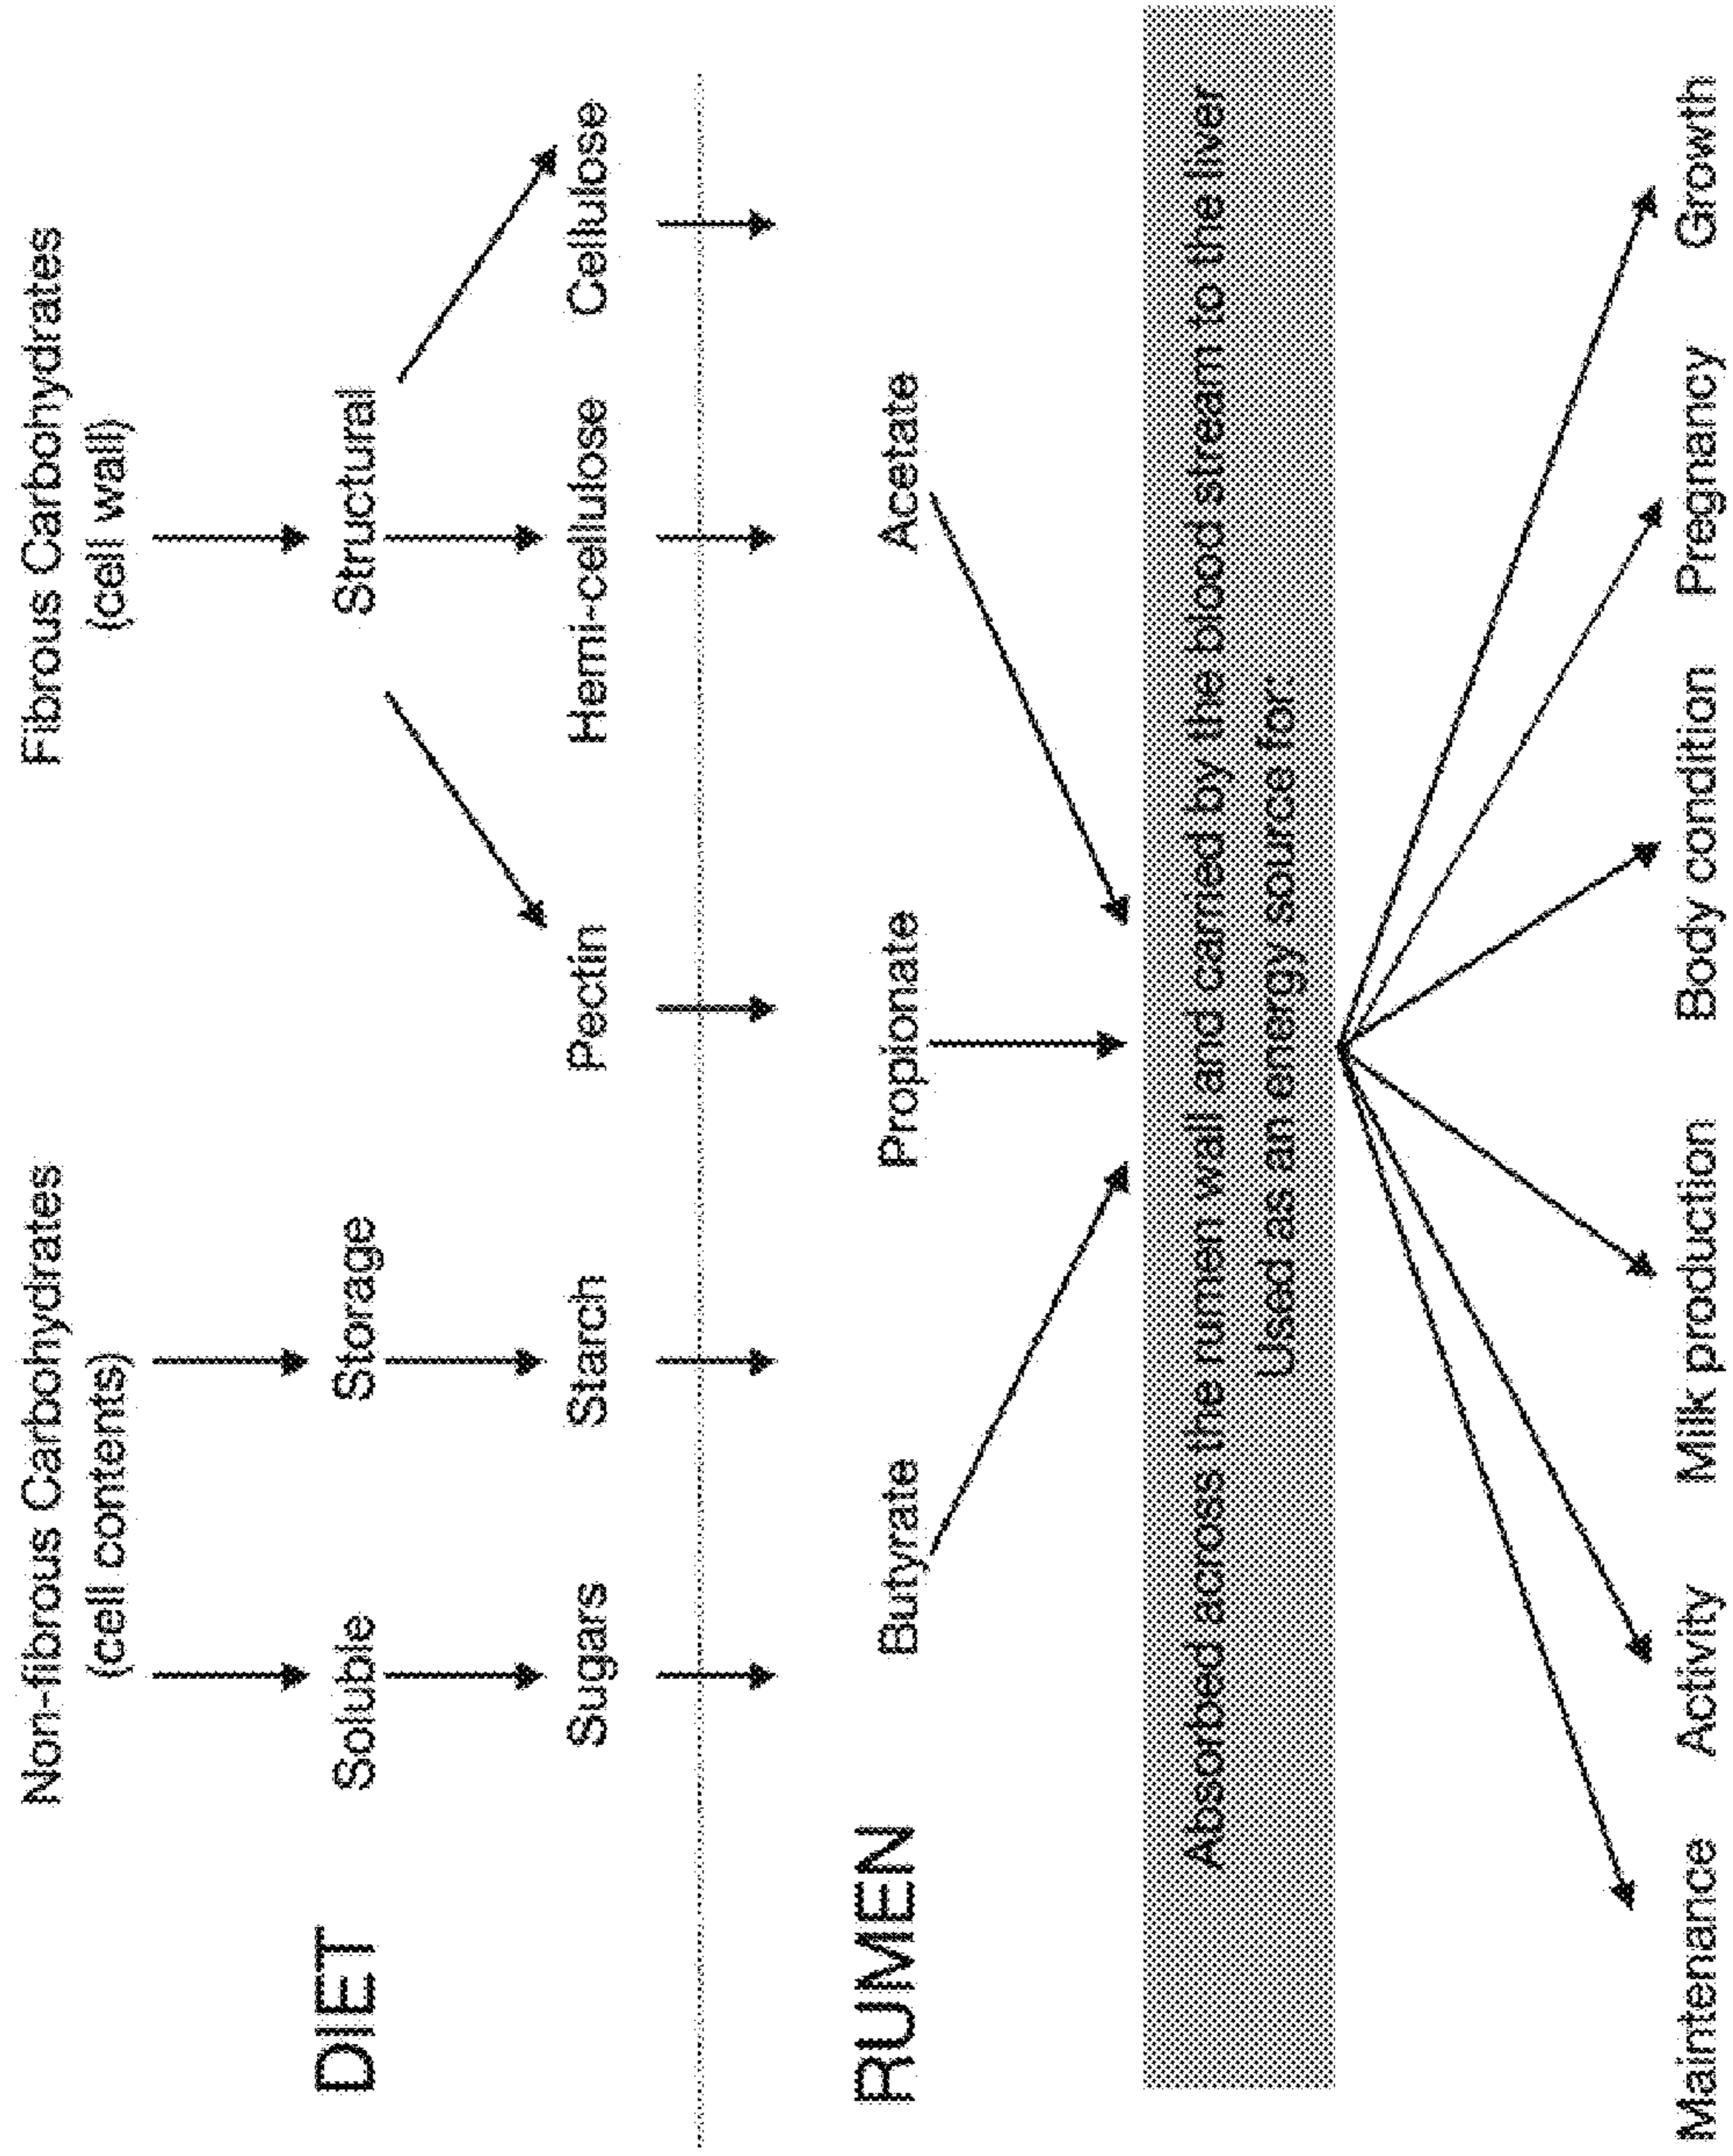 Non-fibrous Carbohydrates
(cell contents)
Fibrous Carbohydrates
(cell wall)
DIET
Soluble
Storage
Structural
Sugars
Starch
Pectin
Hemi-cellulose
Cellulose
RUMEN
Butyrate
Propionate
Acetate
Absorbed across the rumen wall and carried by the blood stream to the liver
Used as an energy source for:
Maintenance
Activity
Milk production
Body condition
Pregnancy
Growth